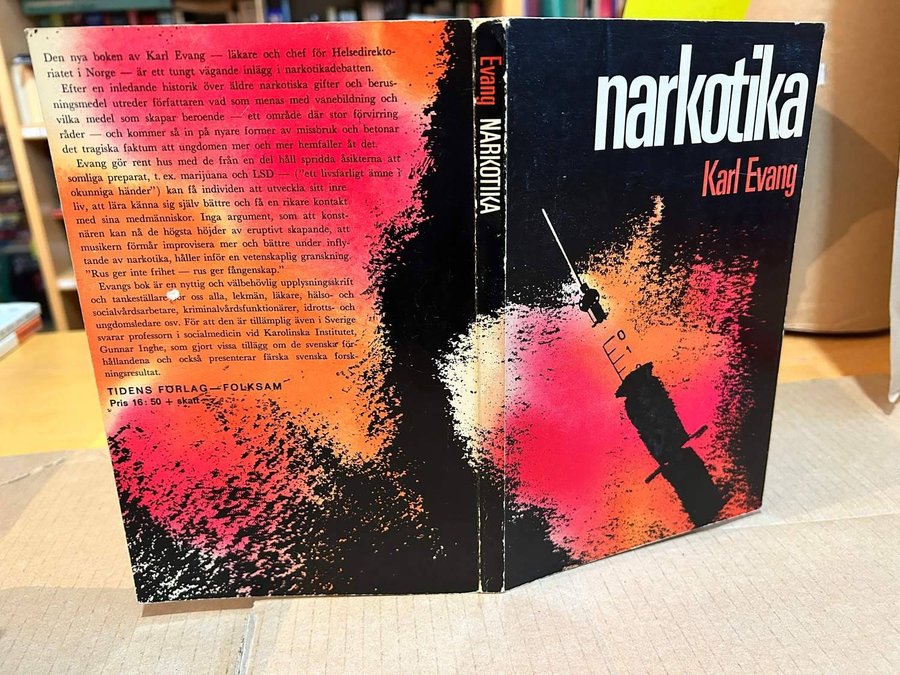 Den nya boken av Karl Evang — läkare och chef för Helsedirekto-
riatet i Norge — är ett tungt vägande inlägg i narkotikadebatten.
Efter en inledande historik över äldre narkotiska gifter och berus-
ningsmedel utreder författaren vad som menas med vanebildning och
vilka medel som skapar beroende — ett område där stor förvirring
råder — och kommer så in på nyare former av missbruk och betonar
det tragiska faktum att ungdomen mer och mer hemfaller åt det.
Evang gör rent hus med de från en del håll spridda åsikterna att
somliga preparat, t. ex. marijuana och LSD — ("ett livsfarligt ämne i
okunniga händer") kan få individen att utveckla sitt inre
liv, att lära känna sig själv bättre och få en rikare kontakt
med sina medmänniskor. Inga argument, som att konst-
nären kan nå de högsta höjder av eruptivt skapande, att
musikern förmår improvisera mer och bättre under infly-
tande av narkotika, håller inför en vetenskaplig granskning.
"Rus ger inte frihet — rus ger fångenskap."
Evangs bok är en nyttig och välbehövlig upplysningsskrift
och tankeställare för oss alla, lekmän, läkare, hälso- och
socialvårdsarbetare, kriminalvårdsfunktionärer, idrotts- och
ungdomsledare osv. För att den är tillämplig även i Sverige
svarar professorn i socialmedicin vid Karolinska Institutet,
Gunnar Inghe, som gjort vissa tillägg om de svenska för-
hållandena och också presenterar färska svenska forsk-
ningsresultat.
TIDENS FÖRLAG—FOLKSAM
Pris 16:50 + skatt
Evang NARKOTIKA
narkotika
Karl Evang